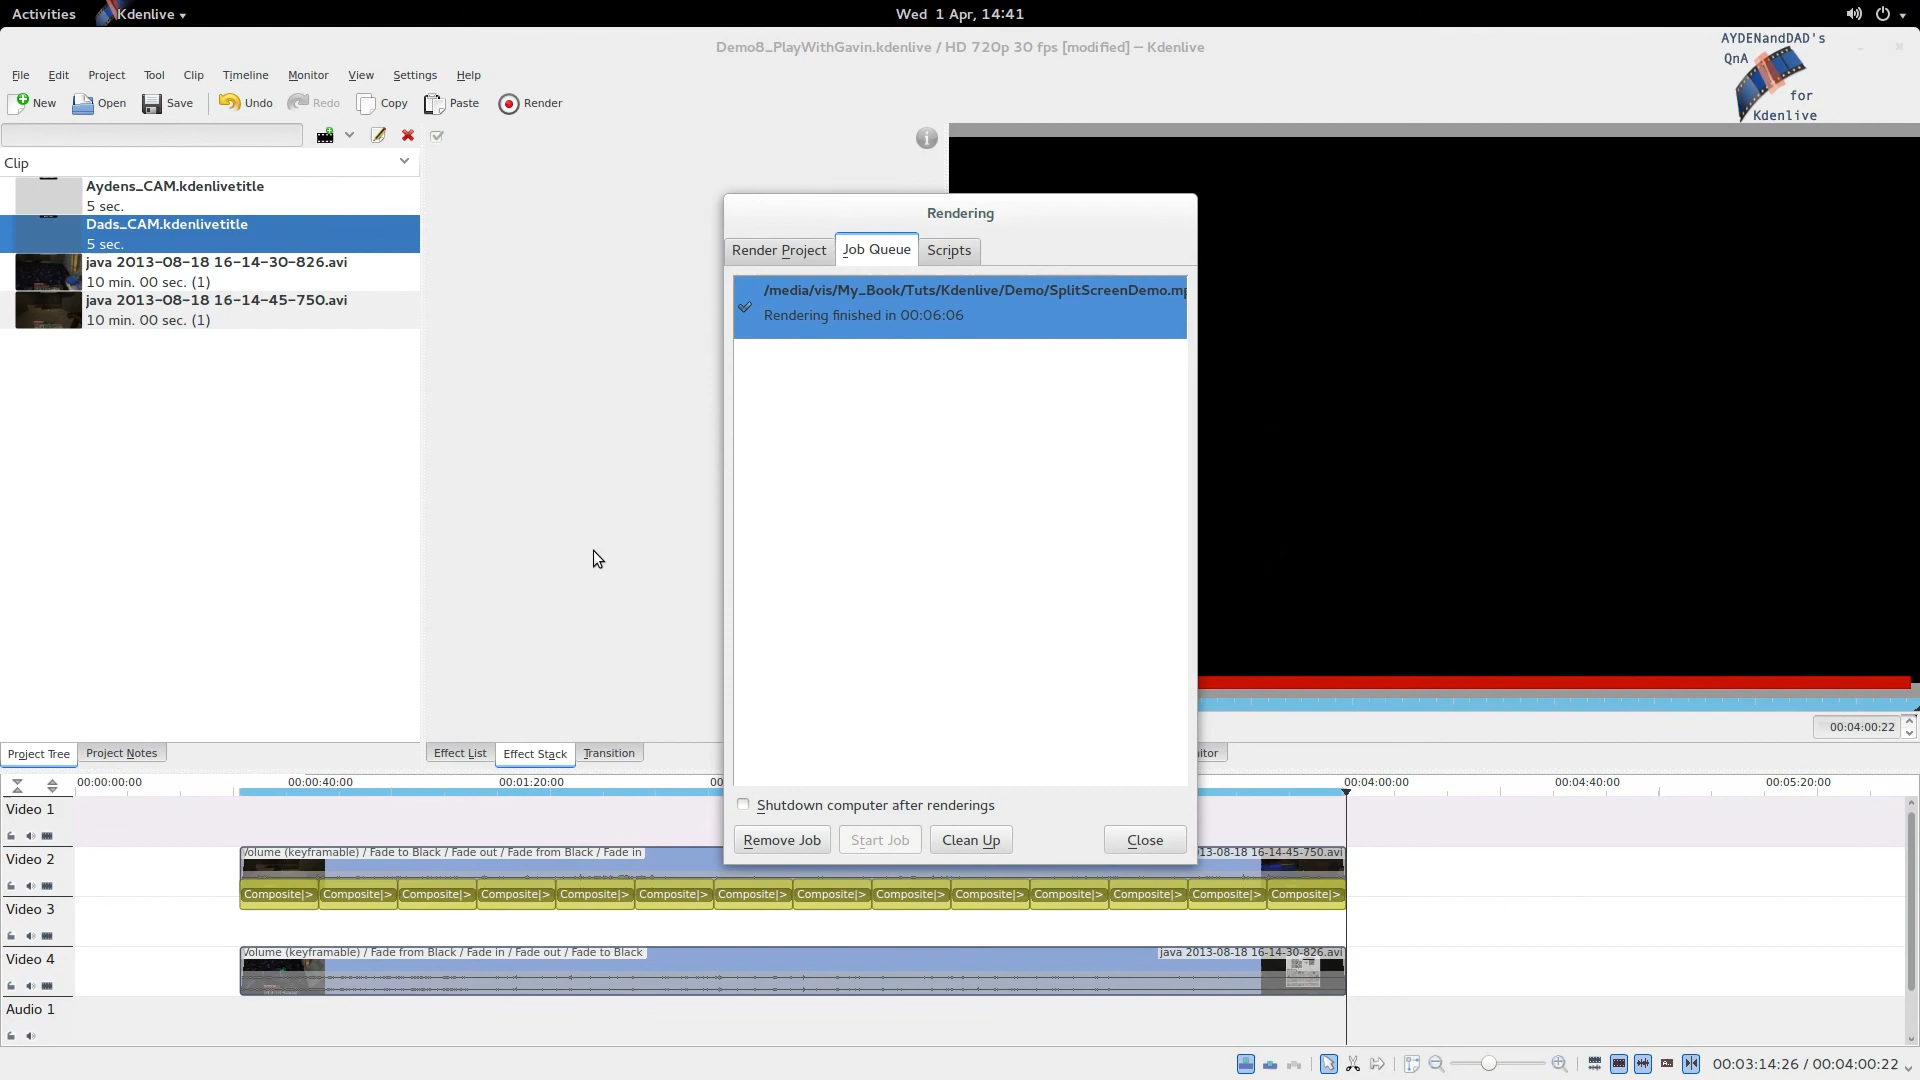 Activities
Kdenlive
Wed 1 Apr, 14:41
Demo8_PlayWithGavin.kdenlive / HD 720p 30 fps [modified] – Kdenlive
AYDENandDAD's
QnA
for
Kdenlive
File Edit Project Tool Clip Timeline Monitor View Settings Help
New Open Save Undo Redo Copy Paste Render
Clip
Aydens_CAM.kdenlivetitle
5 sec.
Dads_CAM.kdenlivetitle
5 sec.
java 2013-08-18 16-14-30-826.avi
10 min. 00 sec. (1)
java 2013-08-18 16-14-45-750.avi
10 min. 00 sec. (1)
Rendering
Render Project Job Queue Scripts
/media/vis/My_Book/Tuts/Kdenlive/Demo/SplitScreenDemo.mp
Rendering finished in 00:06:06
Shutdown computer after renderings
Remove Job Start Job Clean Up Close
00:04:00:22
Project Tree Project Notes
Effect List Effect Stack Transition
itor
00:00:00:00 00:00:40:00 00:01:20:00 00 00:04:00:00 00:04:40:00 00:05:20:00
Video 1
Video 2
Volume (keyframable) / Fade to Black / Fade out / Fade from Black / Fade in
13-08-18 16-14-45-750.avi
Composite|> Composite|> Composite|> Composite|> Composite|> Composite|> Composite|> Composite|> Composite|> Composite|> Composite|> Composite|> Composite|> Composite|>
Video 3
Video 4
Volume (keyframable) / Fade from Black / Fade in / Fade out / Fade to Black
java 2013-08-18 16-14-30-826.avi
Audio 1
00:03:14:26 / 00:04:00:22